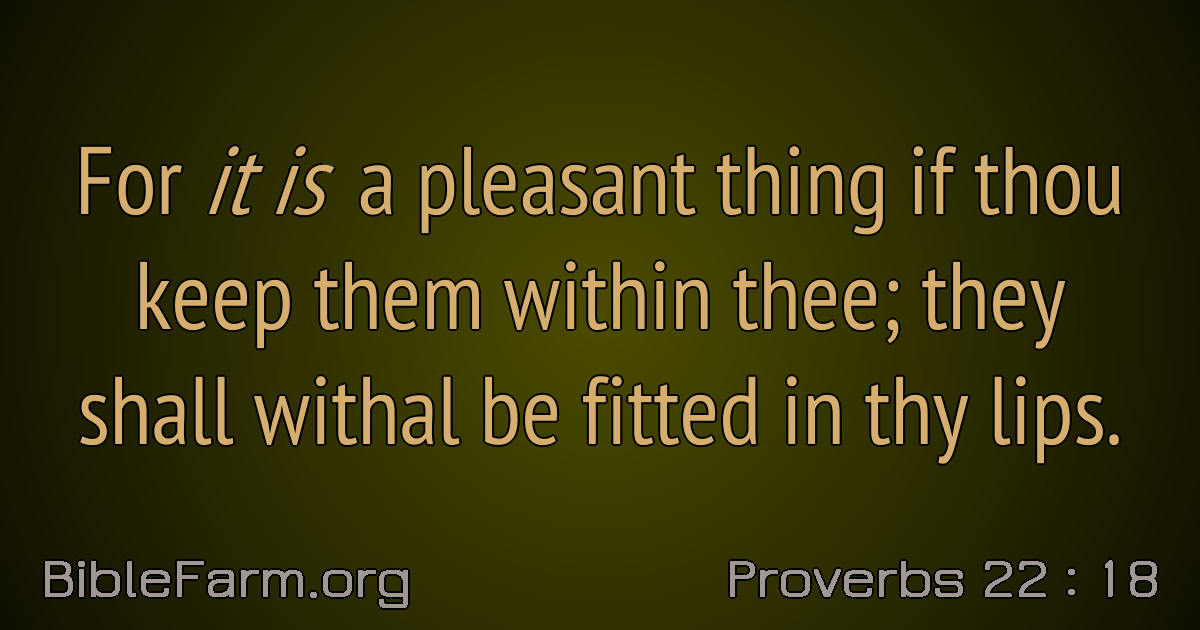 For it is a pleasant thing if thou
keep them within thee; they
shall withal be fitted in thy lips.
BibleFarm.org
Proverbs 22 : 18